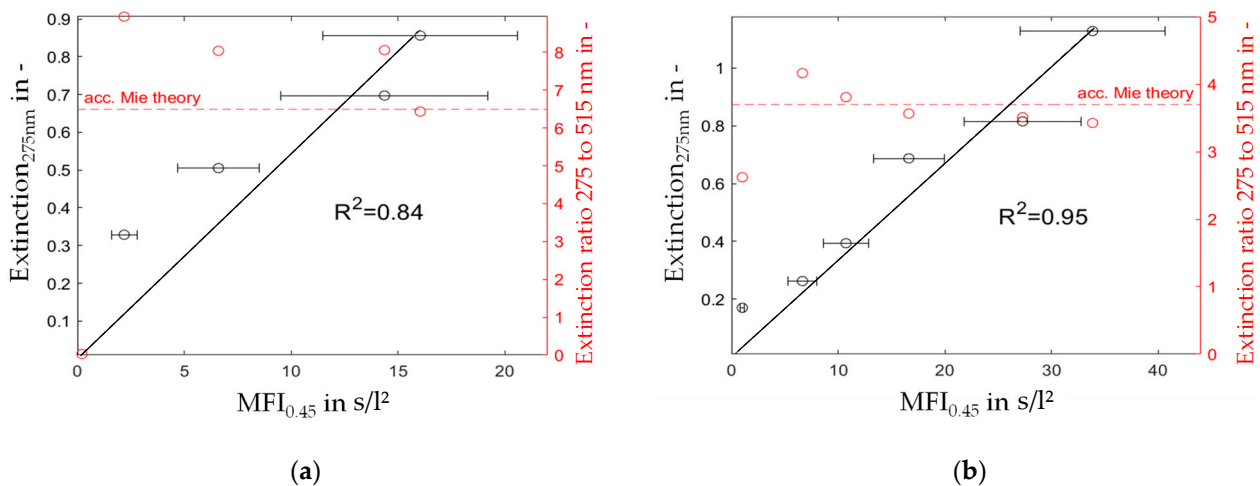 0.9
0.8
0.7
0.6
0.5
0.4
0.3
0.2
0.1
Extinction275nm in -
acc. Mie theory
R²=0.84
8
7
6
5
4
3
2
1
0
Extinction ratio 275 to 515 nm in -
0 5 10 15 20
MFI0.45 in s/l²
(a)
1
0.8
0.6
0.4
0.2
Extinction275nm in -
acc. Mie theory
R²=0.95
5
4
3
2
1
0
Extinction ratio 275 to 515 nm in -
0 10 20 30 40
MFI0.45 in s/l²
(b)